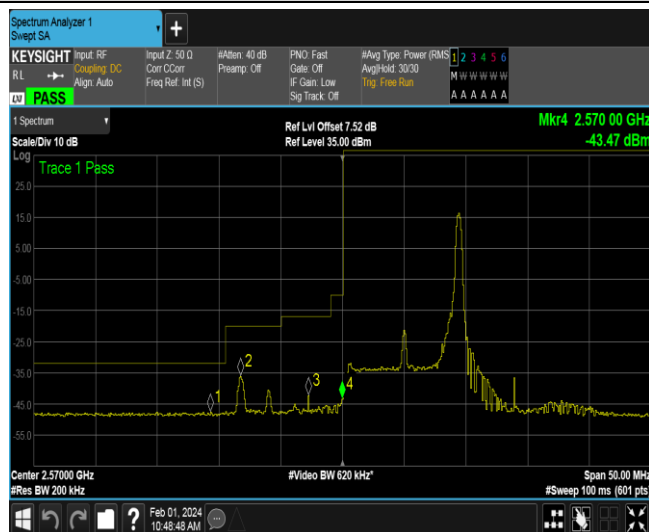 Spectrum Analyzer 1
Swept SA
+
KEYSIGHT
RL
LXI PASS
Input: RF
Coupling: DC
Align: Auto
Input Z: 50 Ω
Corr CCorr
Freq Ref: Int (S)
#Atten: 40 dB
Preamp: Off
PNO: Fast
Gate: Off
IF Gain: Low
Sig Track: Off
#Avg Type: Power (RMS
Avg|Hold: 30/30
Trig: Free Run
1 2 3 4 5 6
M W W W W W
A A A A A A
1 Spectrum
Scale/Div 10 dB
Ref Lvl Offset 7.52 dB
Ref Level 35.00 dBm
Mkr4 2.570 00 GHz
-43.47 dBm
Log
Trace 1 Pass
25.0
15.0
5.00
-5.00
-15.0
-25.0
-35.0
-45.0
-55.0
1
2
3
4
Center 2.57000 GHz
#Res BW 200 kHz
#Video BW 620 kHz*
Span 50.00 MHz
#Sweep 100 ms (601 pts)
?
Feb 01, 2024
10:48:48 AM